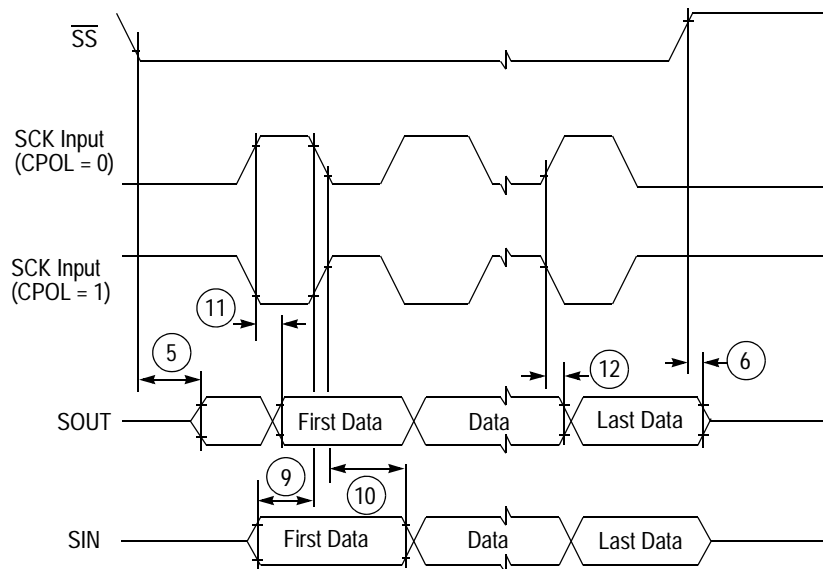 SS
SCK Input
(CPOL = 0)
SCK Input
(CPOL = 1)
11
5
12
6
SOUT
First Data
Data
Last Data
9
10
SIN
First Data
Data
Last Data